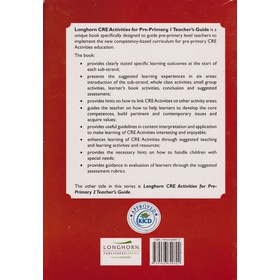 Longhorn CRE Activities for Pre-Primary 1 Teacher's Guide is a
unique book specifically designed to guide pre-primary level teachers to
implement the new competency-based curriculum for pre-primary CRE
Activities education.
The book:
• provides clearly stated specific learning outcomes at the start of
each sub-strand;
• presents the suggested learning experiences in six areas:
introduction of the sub-strand, whole class activities, small group
activities, learner's book activities, conclusion and suggested
assessment;
• provides hints on how to link CRE Activities to other activity areas;
• guides the teacher on how to help learners to develop the core
competencies, build pertinent and contemporary issues and
acquire values;
• provides useful guidelines in content interpretation and application
to make learning of CRE Activities interesting and enjoyable;
• enhances learning of CRE Activities through suggested teaching
and learning activities and resources;
• provides the necessary hints on how to handle children with
special needs;
• provides guidance in evaluation of learners through the suggested
assessment rubrics.
The other title in this series is Longhorn CRE Activities for Pre-
Primary 2 Teacher's Guide.
APPROVED
KICD
LONGHORN
PUBLISHERS